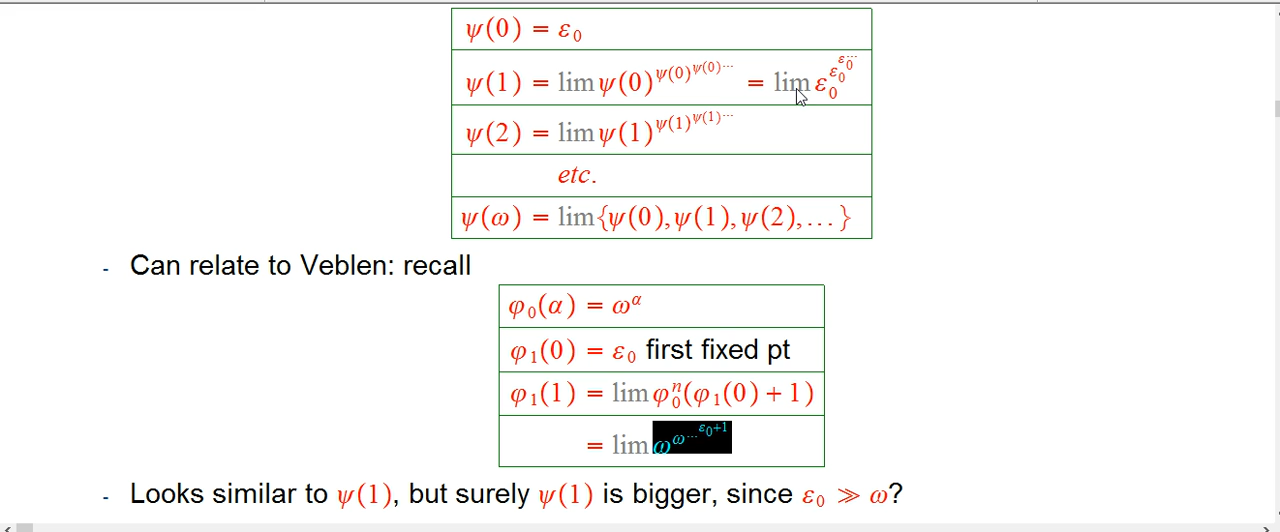 ψ(0) = ε₀
ψ(1) = lim ψ(0)^ψ(0)^ψ(0)^⋯ = lim ε₀^ε₀^ε₀^⋯
ψ(2) = lim ψ(1)^ψ(1)^ψ(1)^⋯
etc.
ψ(ω) = lim{ψ(0), ψ(1), ψ(2), … }
- Can relate to Veblen: recall
φ₀(α) = ω^α
φ₁(0) = ε₀ first fixed pt
φ₁(1) = lim φ₀ⁿ(φ₁(0) + 1)
= lim ω^ω^⋯^ε₀+1
- Looks similar to ψ(1), but surely ψ(1) is bigger, since ε₀ ≫ ω?